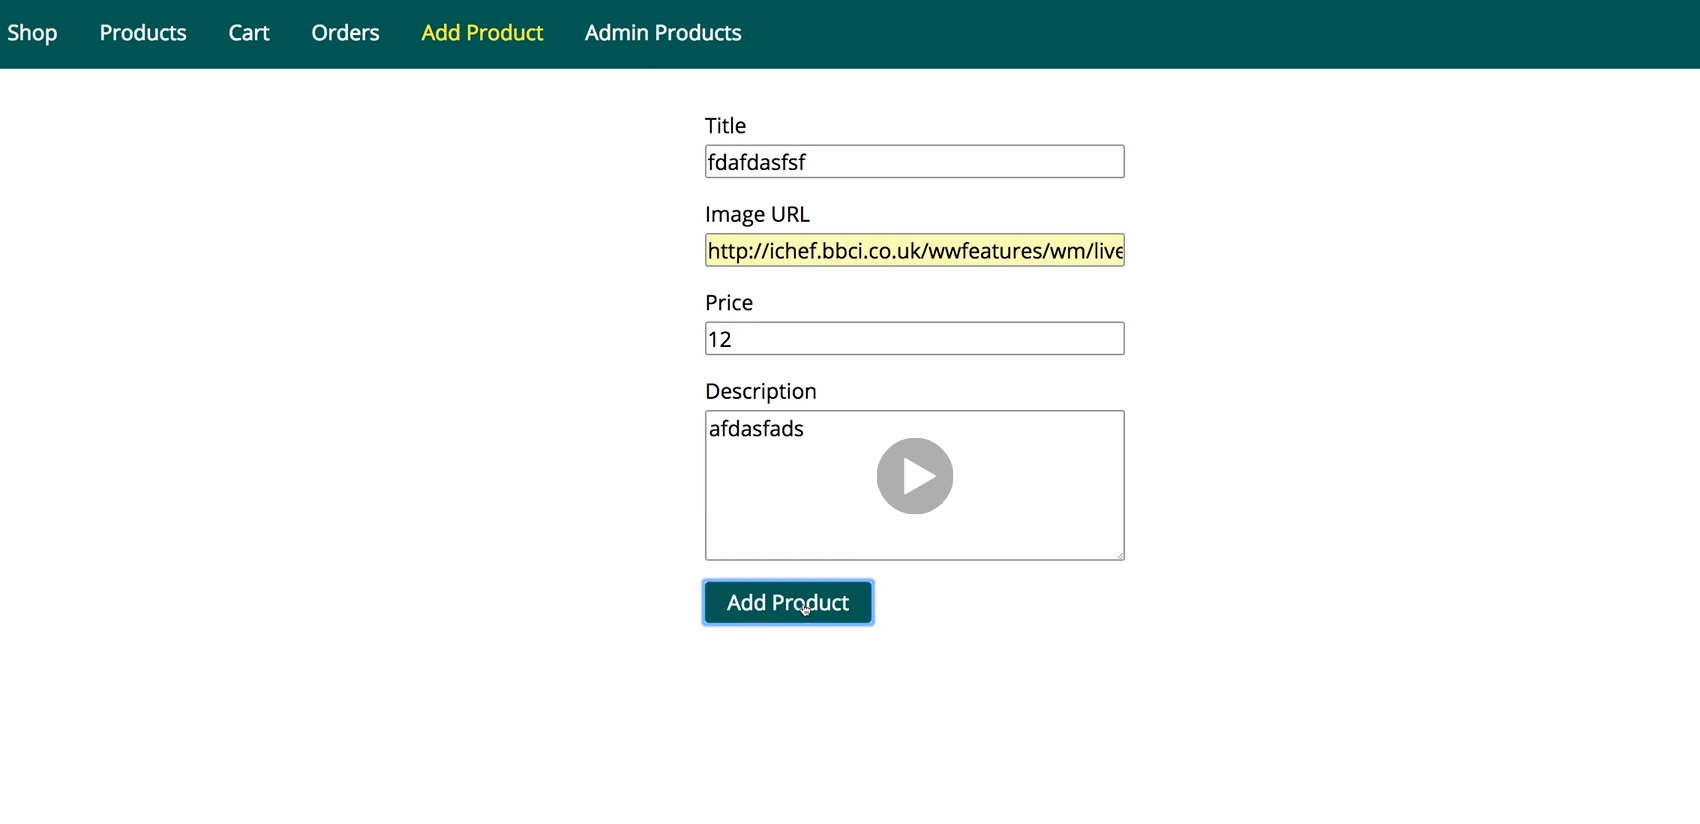 Shop Products Cart Orders Add Product Admin Products
Title
fdafdasfsf
Image URL
http://ichef.bbci.co.uk/wwfeatures/wm/live
Price
12
Description
afdasfads
Add Product